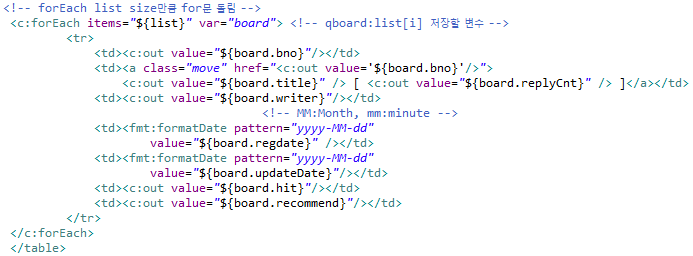 <!-- forEach list size만큼 for문 돌림 -->
<c:forEach items="${list}" var="board"> <!-- qboard:list[i] 저장할 변수 -->
<tr>
<td><c:out value="${board.bno}"/></td>
<td><a class="move" href="<c:out value='${board.bno}'/>">
<c:out value="${board.title}" /> [ <c:out value="${board.replyCnt}" /> ]</a></td>
<td><c:out value="${board.writer}"/></td>
<!-- MM:Month, mm:minute -->
<td><fmt:formatDate pattern="yyyy-MM-dd"
value="${board.regdate}" /></td>
<td><fmt:formatDate pattern="yyyy-MM-dd"
value="${board.updateDate}"/></td>
<td><c:out value="${board.hit}"/></td>
<td><c:out value="${board.recommend}"/></td>
</tr>
</c:forEach>
</table>